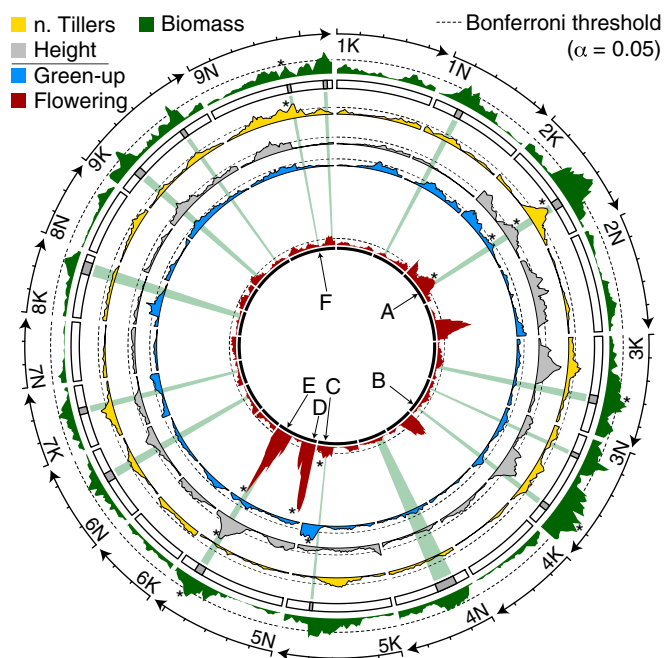 n. Tillers
Biomass
Height
Green-up
Flowering
Bonferroni threshold
(α = 0.05)
1K
1N
2K
2N
3K
3N
4K
4N
5K
5N
6K
6N
7K
7N
8K
8N
9K
9N
A
B
C
D
E
F
*
*
*
*
*
*
*
*
*
*
*
*
*
*